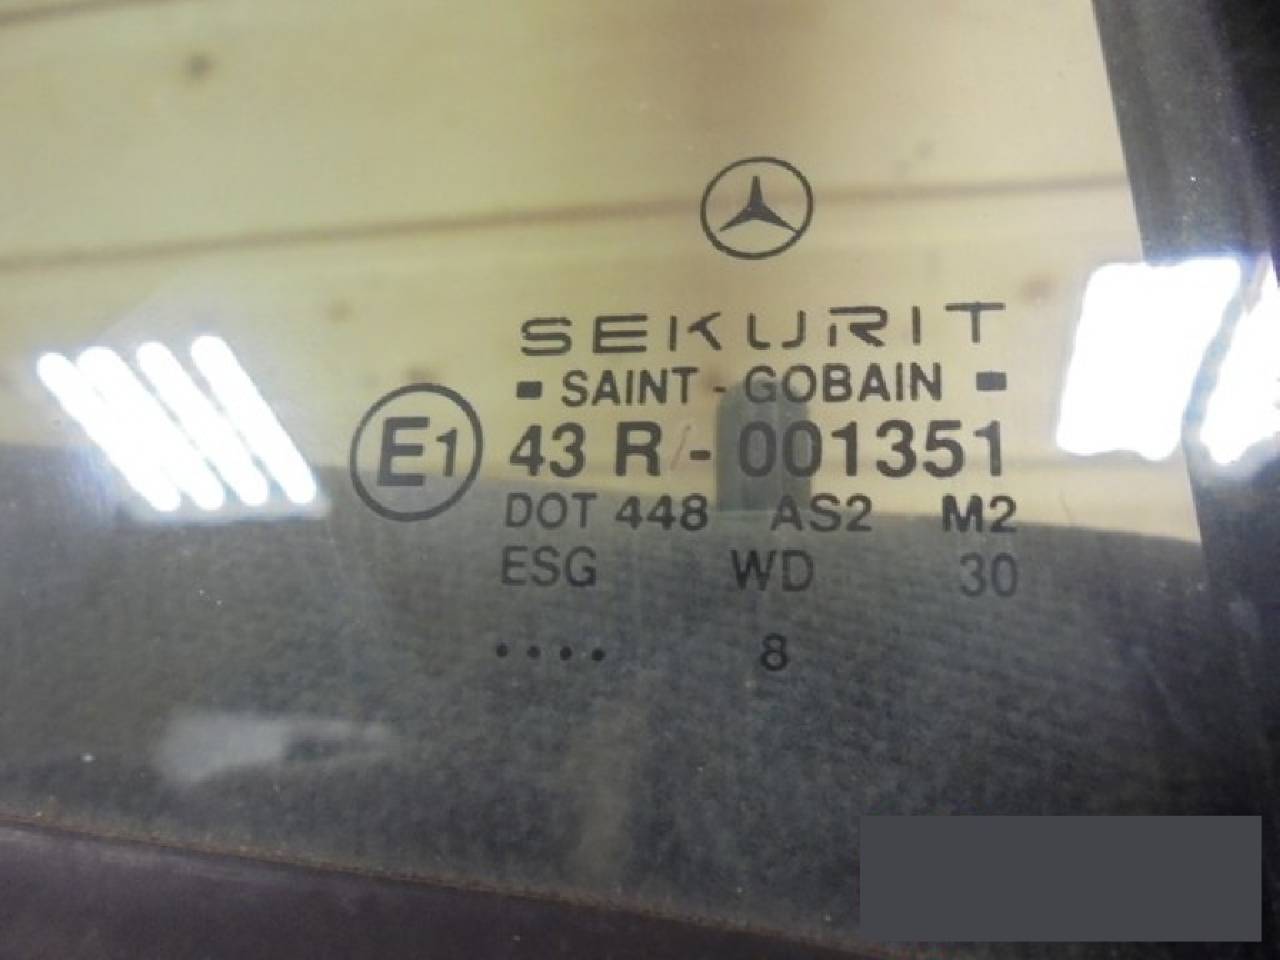 SEKURIT
SAINT - GOBAIN
E1 43 R - 001351
DOT 448 AS2 M2
ESG WD 30
.... 8